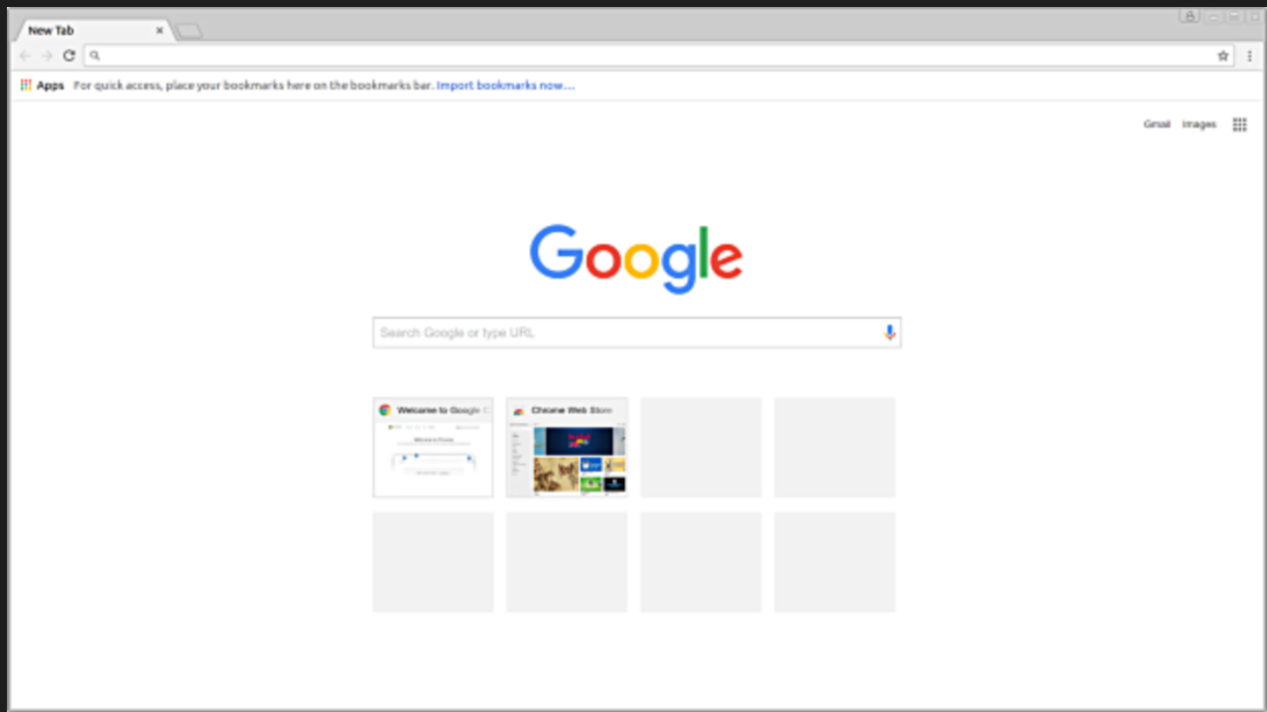 New Tab
Apps For quick access, place your bookmarks here on the bookmarks bar. Import bookmarks now...
Gmail Images
Google
Search Google or type URL
Welcome to Google
Chrome Web Store